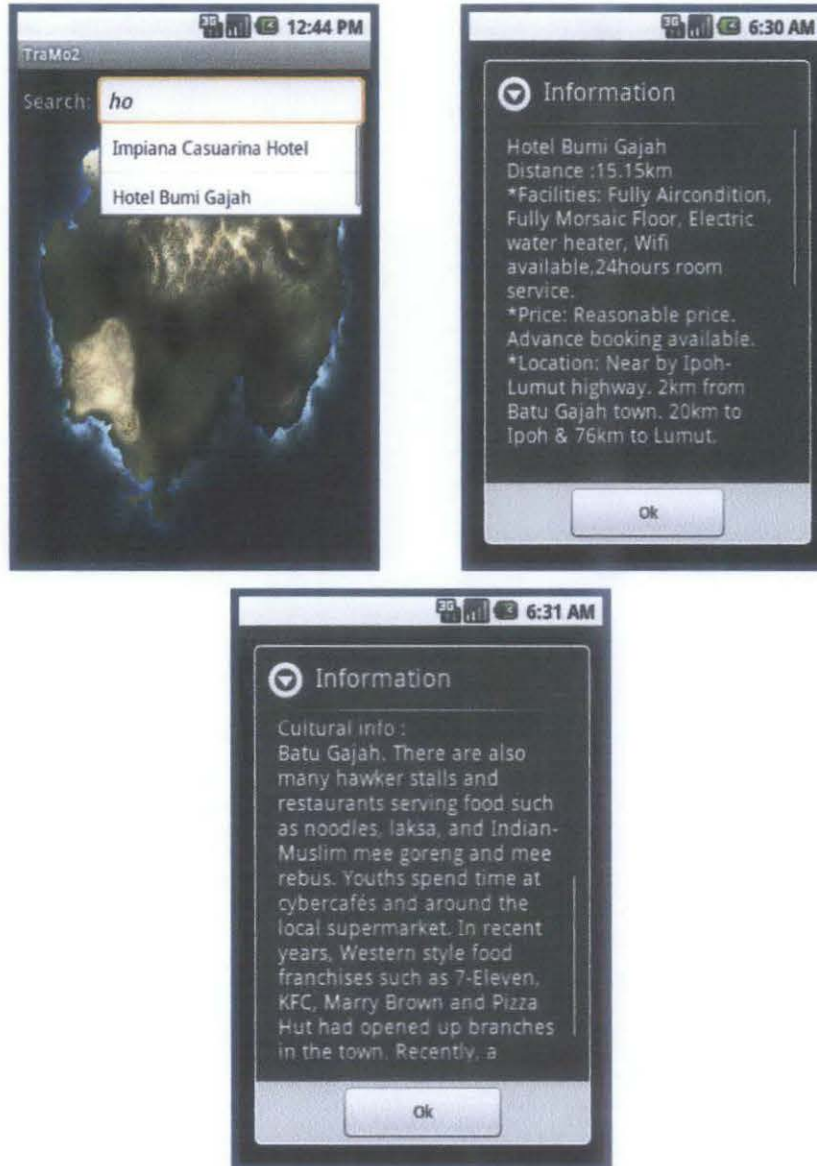 3G 12:44 PM
TraMo2
Search: ho
Impiana Casuarina Hotel
Hotel Bumi Gajah
3G 6:30 AM
Information
Hotel Bumi Gajah
Distance :15.15km
*Facilities: Fully Aircondition,
Fully Morsaic Floor, Electric
water heater, Wifi
available,24hours room
service.
*Price: Reasonable price.
Advance booking available.
*Location: Near by Ipoh-
Lumut highway. 2km from
Batu Gajah town. 20km to
Ipoh & 76km to Lumut.
Ok
3G 6:31 AM
Information
Cultural info :
Batu Gajah. There are also
many hawker stalls and
restaurants serving food such
as noodles, laksa, and Indian-
Muslim mee goreng and mee
rebus. Youths spend time at
cybercafés and around the
local supermarket. In recent
years, Western style food
franchises such as 7-Eleven,
KFC, Marry Brown and Pizza
Hut had opened up branches
in the town. Recently, a
Ok